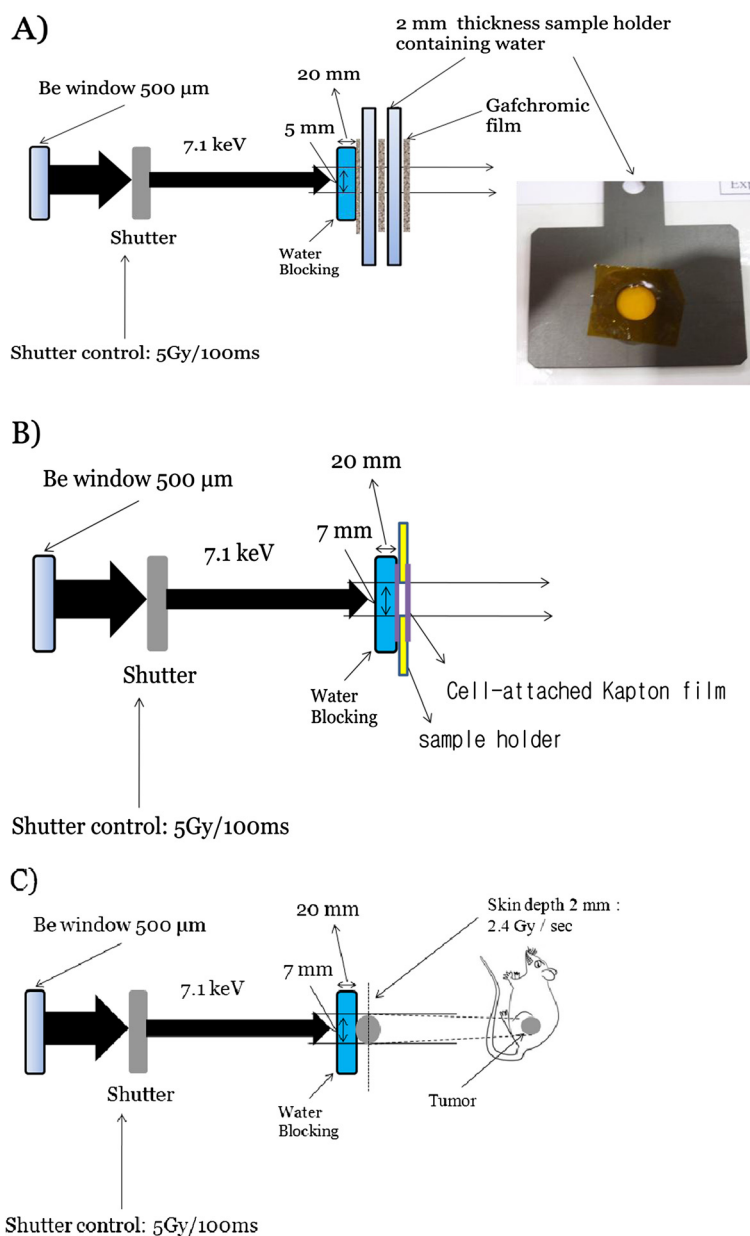 A)
2 mm  thickness sample holder
containing water
20 mm
Be window 500 µm
Gafchromic
film
7.1 keV
5 mm
Shutter
Water
Blocking
Shutter control: 5Gy/100ms
B)
20 mm
Be window 500 µm
7 mm
7.1 keV
Shutter
Water
Blocking
Cell-attached Kapton film
sample holder
Shutter control: 5Gy/100ms
C)
Skin depth 2 mm :
2.4 Gy / sec
20 mm
Be window 500 µm
7 mm
7.1 keV
Shutter
Water
Blocking
Tumor
Shutter control: 5Gy/100ms